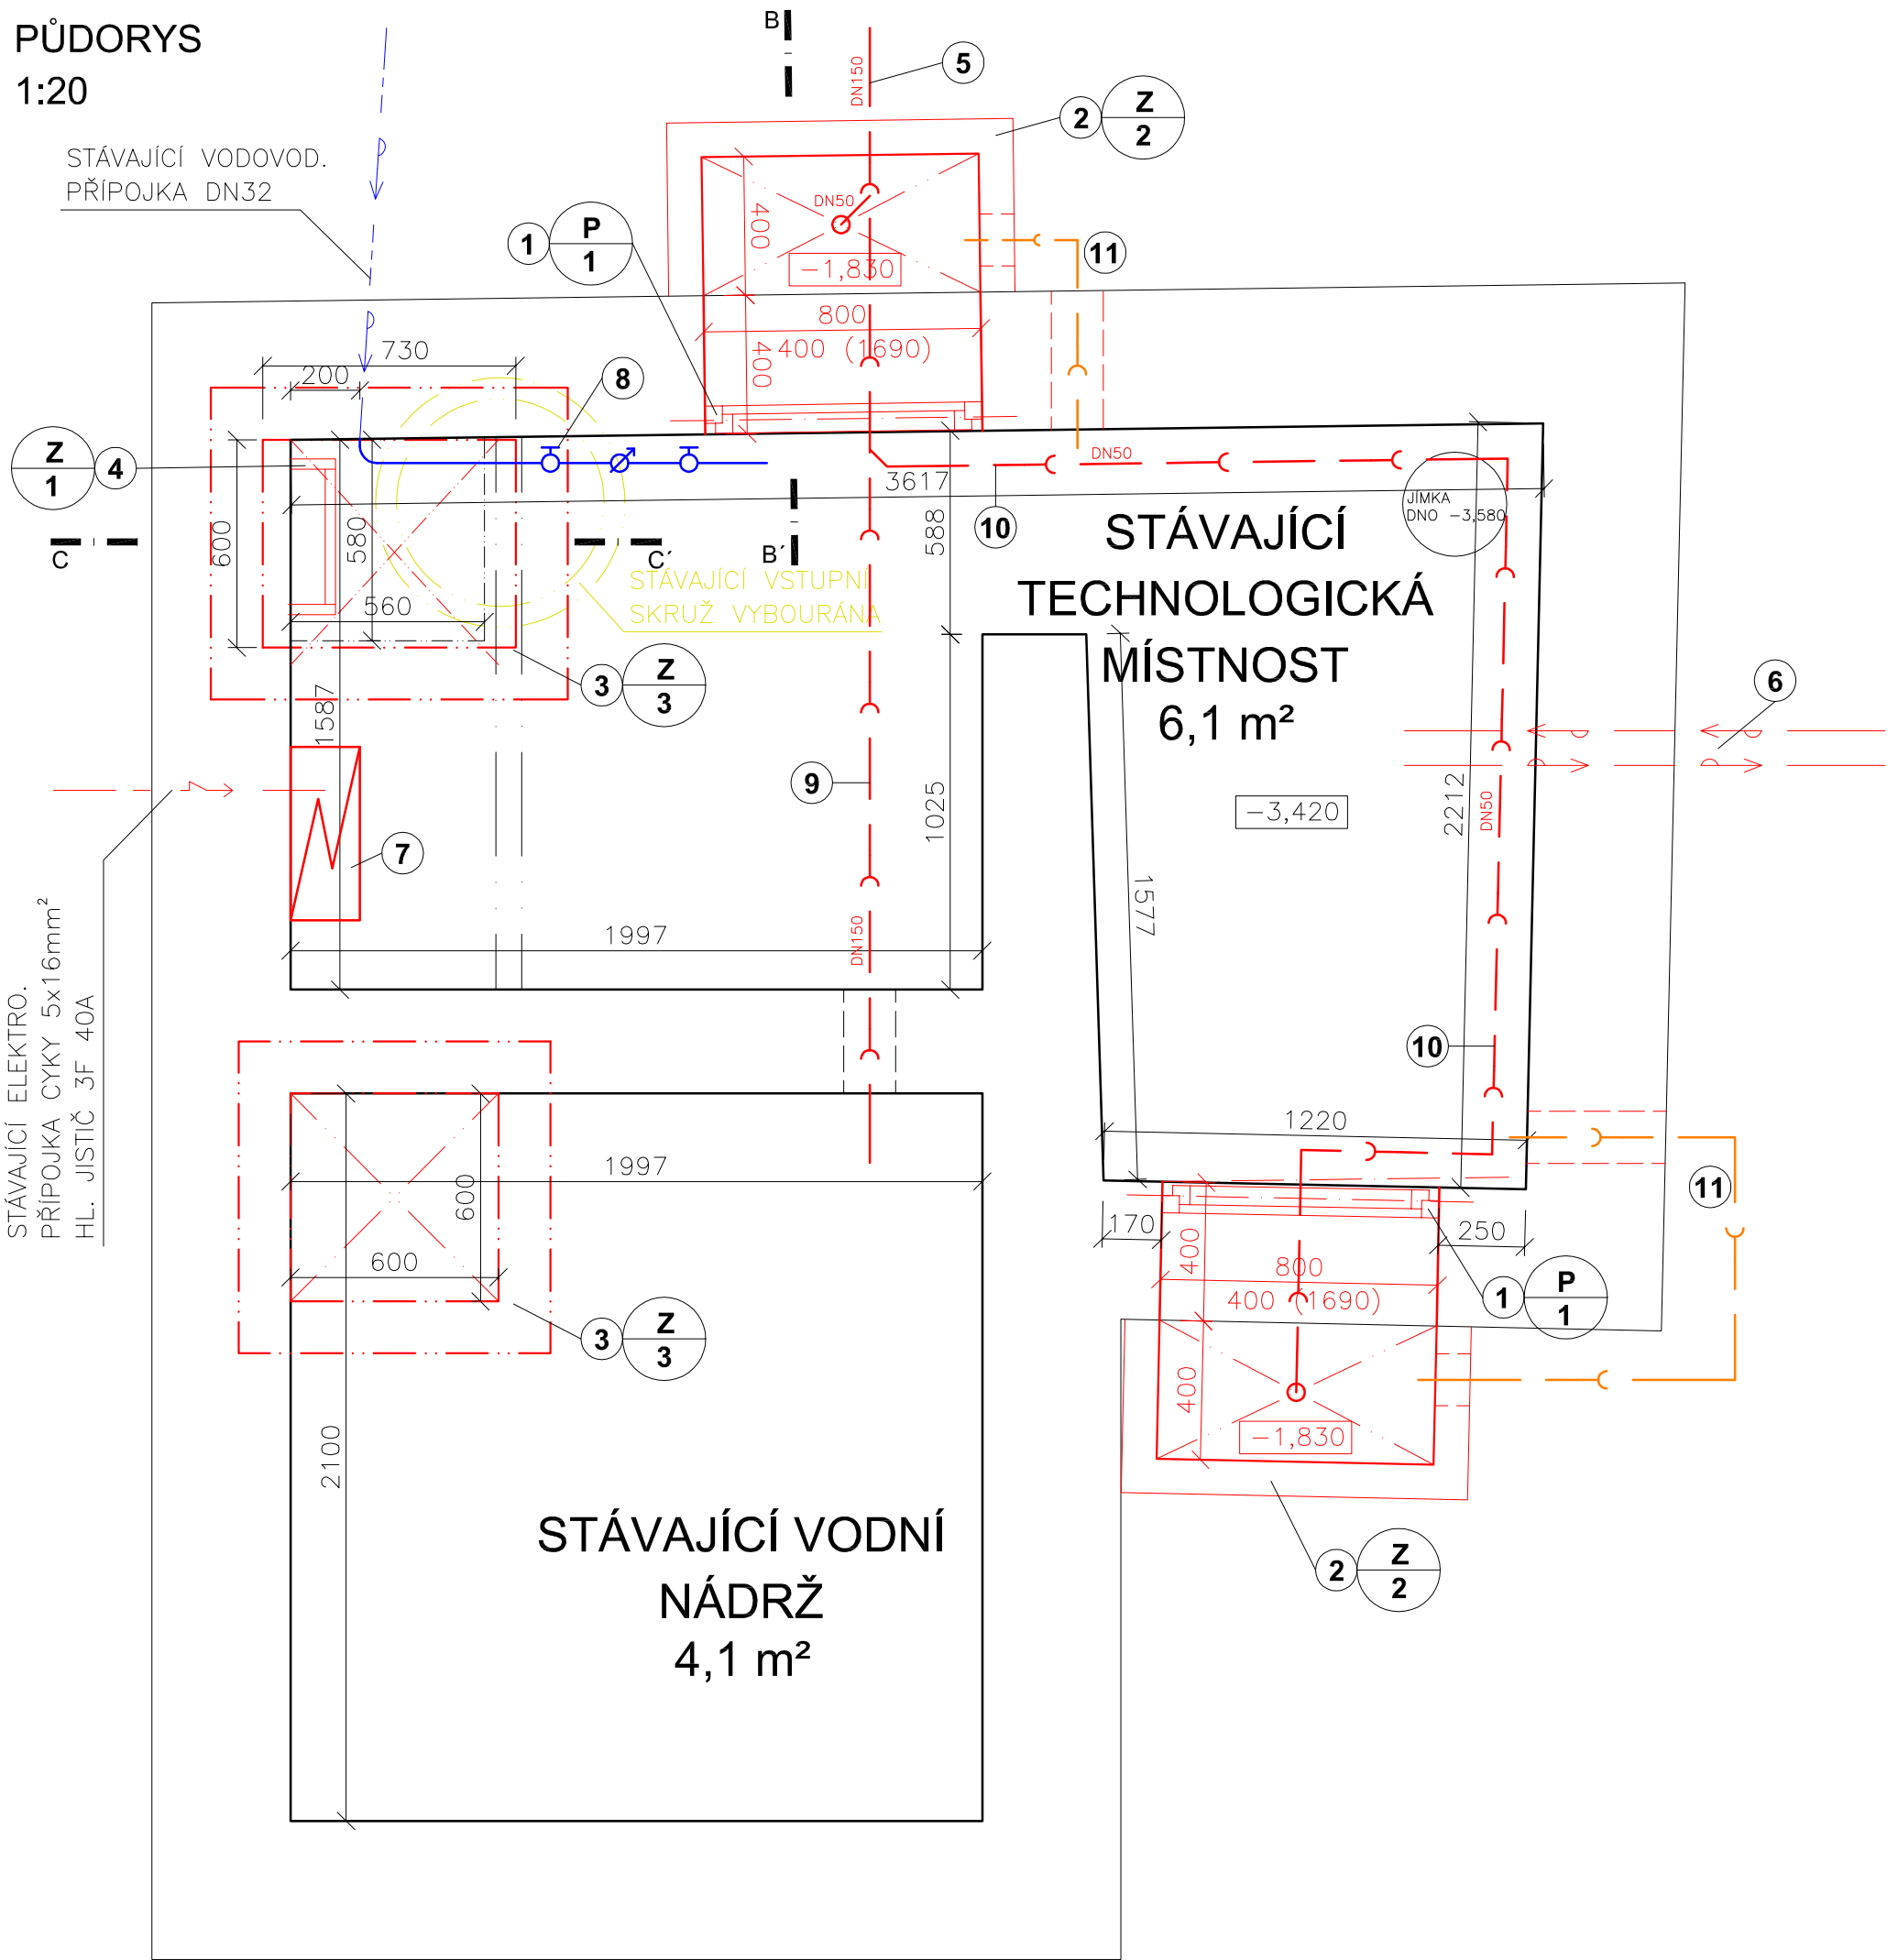 PŮDORYS
1:20
STÁVAJÍCÍ VODOVOD.
PŘÍPOJKA DN32
B
DN150
5
2
Z
2
1
P
1
DN50
400
-1,830
11
800
400 (1690)
400
730
200
8
Z
1
4
C
C´
B´
600
580
560
3617
588
DN50
10
JÍMKA
DNO -3,580
STÁVAJÍCÍ VSTUPNÍ
SKRUŽ VYBOURÁNA
STÁVAJÍCÍ
TECHNOLOGICKÁ
MÍSTNOST
6,1 m²
3
Z
3
1587
6
9
1025
-3,420
2212
DN50
7
1577
1997
DN150
STÁVAJÍCÍ ELEKTRO.
PŘÍPOJKA CYKY 5x16mm²
HL. JISTIČ 3F 40A
10
1220
1997
600
600
170
250
11
400
800
400 (1690)
1
P
1
3
Z
3
400
-1,830
2100
STÁVAJÍCÍ VODNÍ
NÁDRŽ
4,1 m²
2
Z
2